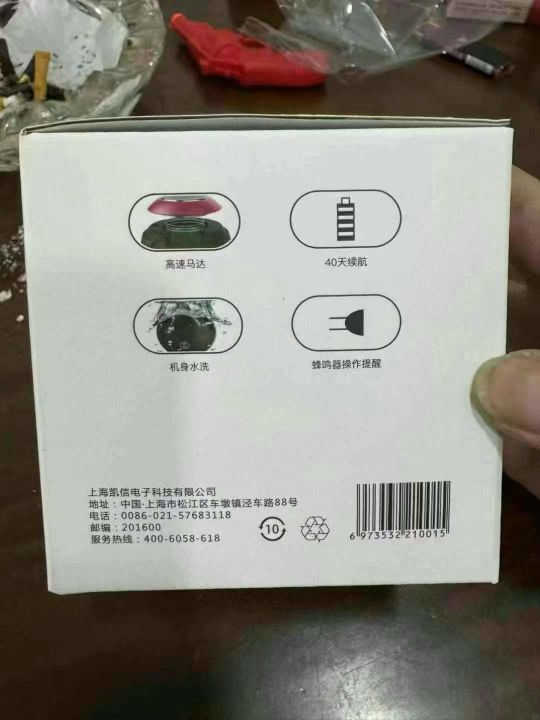 高速马达
40天续航
机身水洗
蜂鸣器操作提醒
上海凯信电子科技有限公司
地址：中国·上海市松江区车墩镇泾车路88号
电话：0086-021-57683118
邮编：201600
服务热线：400-6058-618
10
6 973532 210015